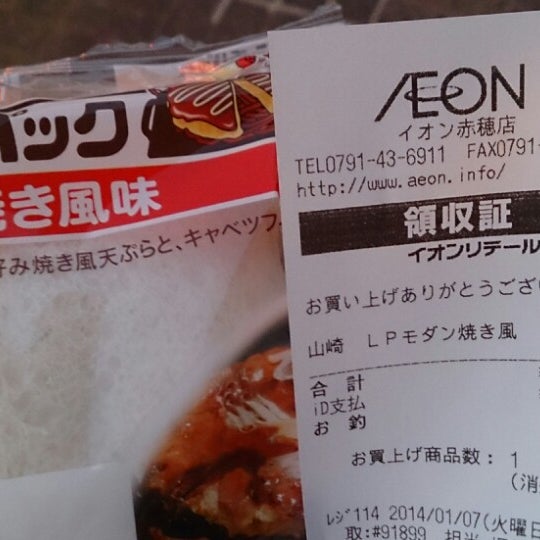 パック
焼き風味
好み焼き風天ぷらと、キャベツフ
ÆON
イオン赤穂店
TEL0791-43-6911 FAX0791-
http://www.aeon.info/
領収証
イオンリテール
お買い上げありがとうござい
山崎 LPモダン焼き風
合 計
iD支払
お 釣
お買上げ商品数: 1
(消
レジ114 2014/01/07(火曜日
取:#91899 担当